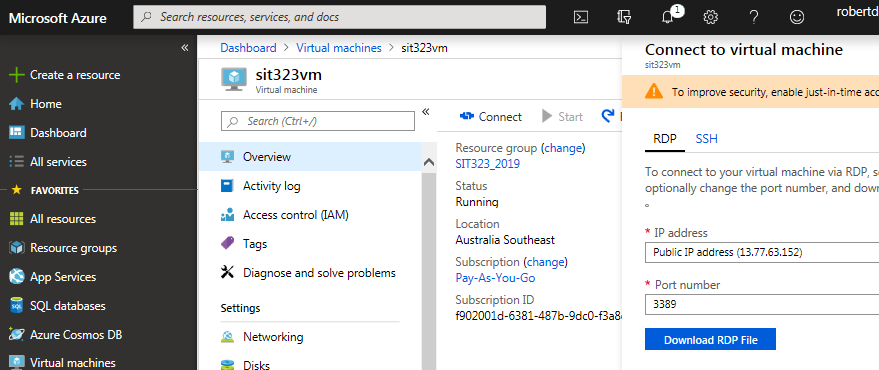 Microsoft Azure
Search resources, services, and docs
1
robertd
«
Create a resource
Home
Dashboard
All services
FAVORITES
All resources
Resource groups
App Services
SQL databases
Azure Cosmos DB
Virtual machines
Dashboard > Virtual machines > sit323vm
sit323vm
Virtual machine
Search (Ctrl+/)
«
Overview
Activity log
Access control (IAM)
Tags
Diagnose and solve problems
Settings
Networking
Disks
Connect
Start
Resource group (change)
SIT323_2019
Status
Running
Location
Australia Southeast
Subscription (change)
Pay-As-You-Go
Subscription ID
f902001d-6381-487b-9dc0-f3a8
Connect to virtual machine
sit323vm
To improve security, enable just-in-time acc
RDP SSH
To connect to your virtual machine via RDP, s
optionally change the port number, and dow
* IP address
Public IP address (13.77.63.152)
* Port number
3389
Download RDP File